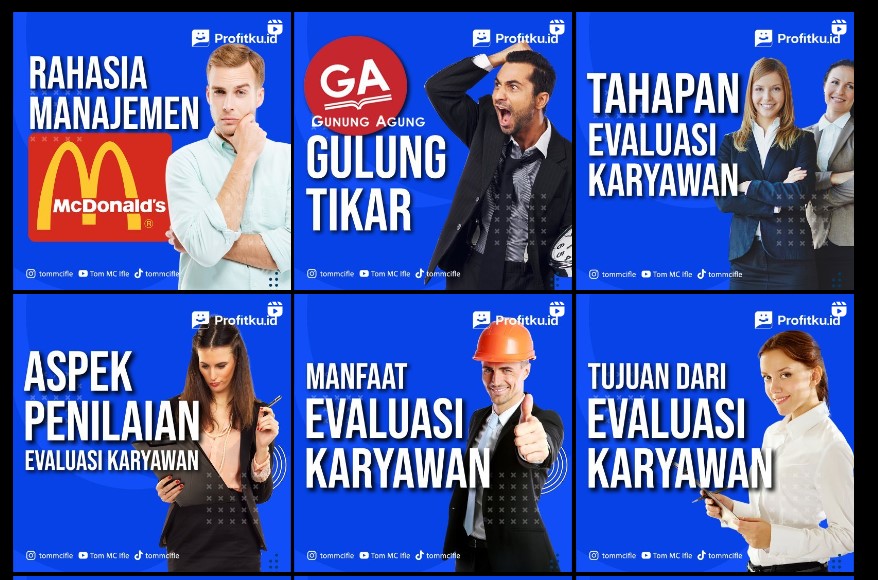 Profitku.id
RAHASIA
MANAJEMEN
McDonald's
®
tommcifle Tom MC Ifle tommcifle
Profitku.id
GA
GUNUNG AGUNG
GULUNG
TIKAR
tommcifle Tom MC Ifle tommcifle
Profitku.id
TAHAPAN
EVALUASI
KARYAWAN
tommcifle Tom MC Ifle tommcifle
Profitku.id
ASPEK
PENILAIAN
EVALUASI KARYAWAN
tommcifle Tom MC Ifle tommcifle
Profitku.id
MANFAAT
EVALUASI
KARYAWAN
tommcifle Tom MC Ifle tommcifle
Profitku.id
TUJUAN DARI
EVALUASI
KARYAWAN
tommcifle Tom MC Ifle tommcifle